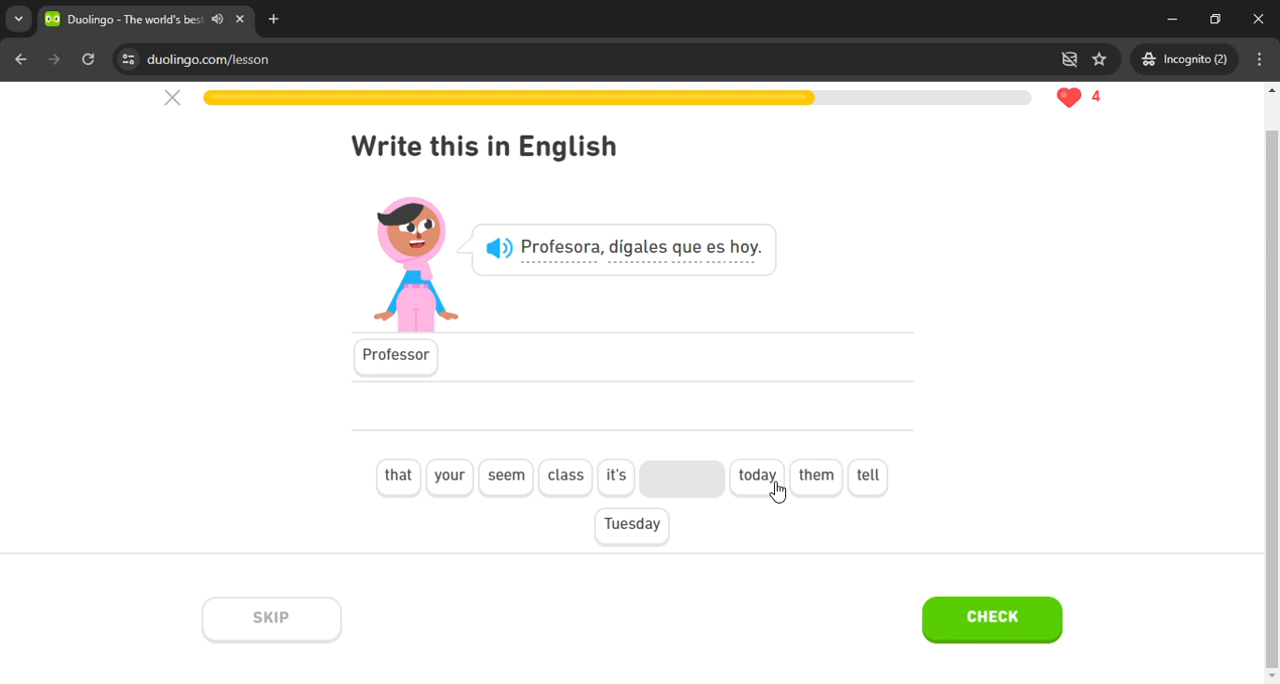 Duolingo - The world's bes
duolingo.com/lesson
Incognito (2)
4
Write this in English
Profesora, dígales que es hoy.
Professor
that your seem class it's today them tell
Tuesday
SKIP
CHECK